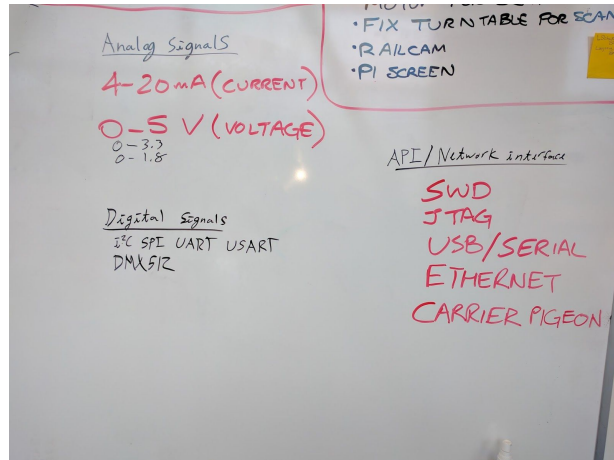 • FIX TURNTABLE FOR SCAN
• RAILCAM
• PI SCREEN
Analog Signals
4-20mA (CURRENT)
0-5 V (VOLTAGE)
0-3.3
0-1.8
Digital Signals
I²C SPI UART USART
DMX512
API/Network interface
SWD
JTAG
USB/SERIAL
ETHERNET
CARRIER PIGEON